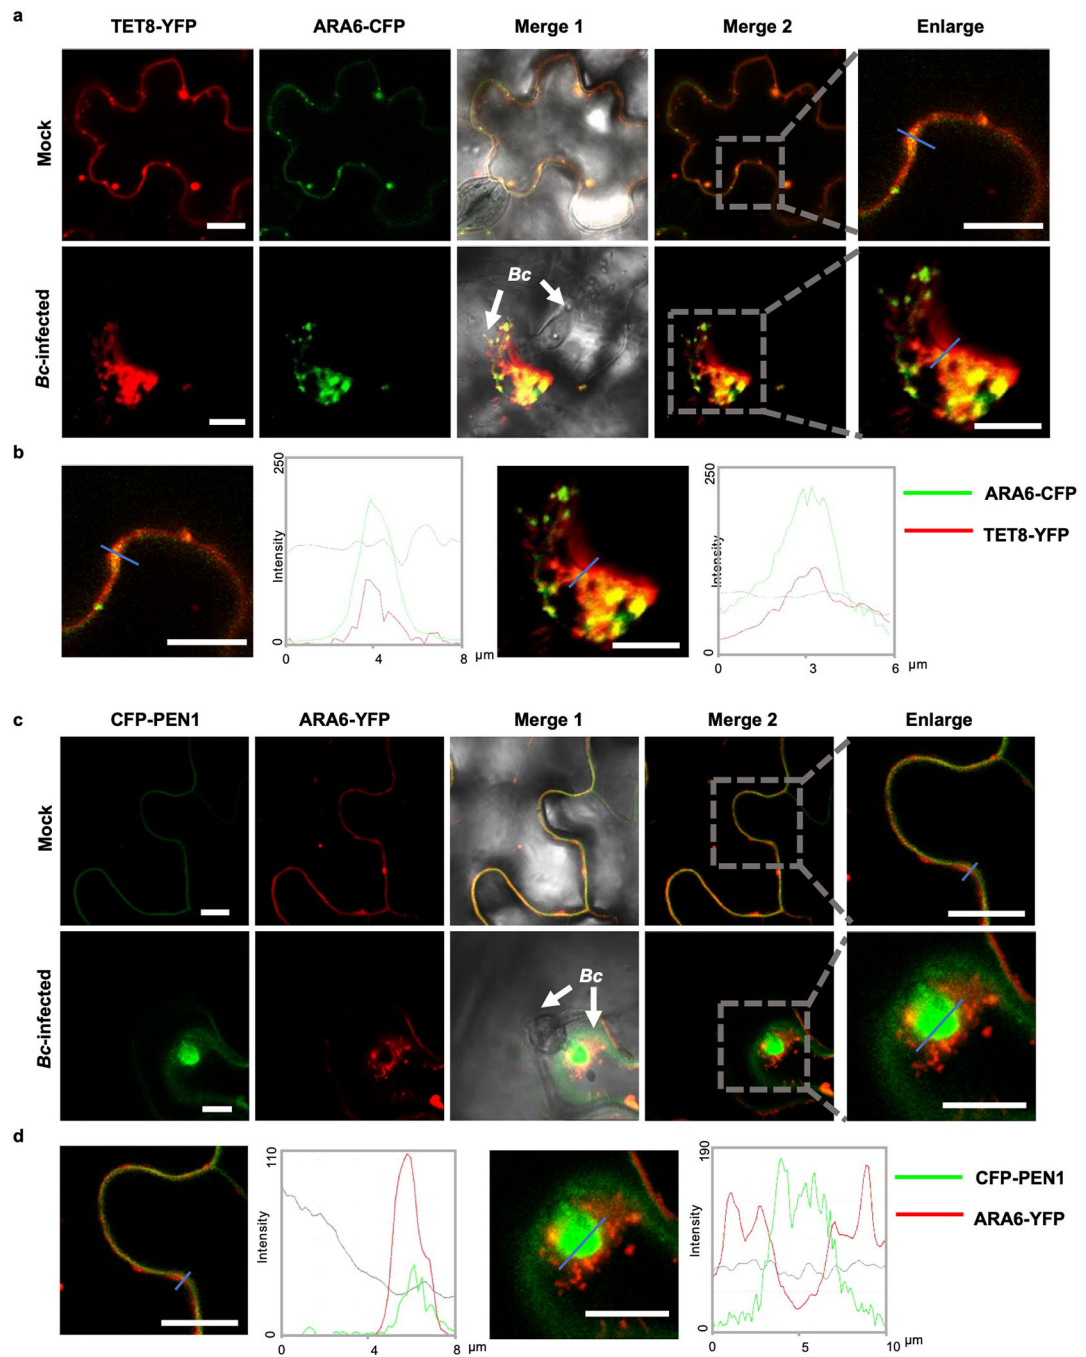 a
TET8-YFP ARA6-CFP Merge 1 Merge 2 Enlarge
Mock
Bc-infected
Bc
b
250
Intensity
0
0 4 8 µm
250
Intensity
0
0 3 6 µm
ARA6-CFP
TET8-YFP
c
CFP-PEN1 ARA6-YFP Merge 1 Merge 2 Enlarge
Mock
Bc-infected
Bc
d
110
Intensity
0
0 4 8 µm
190
Intensity
0
0 5 10 µm
CFP-PEN1
ARA6-YFP